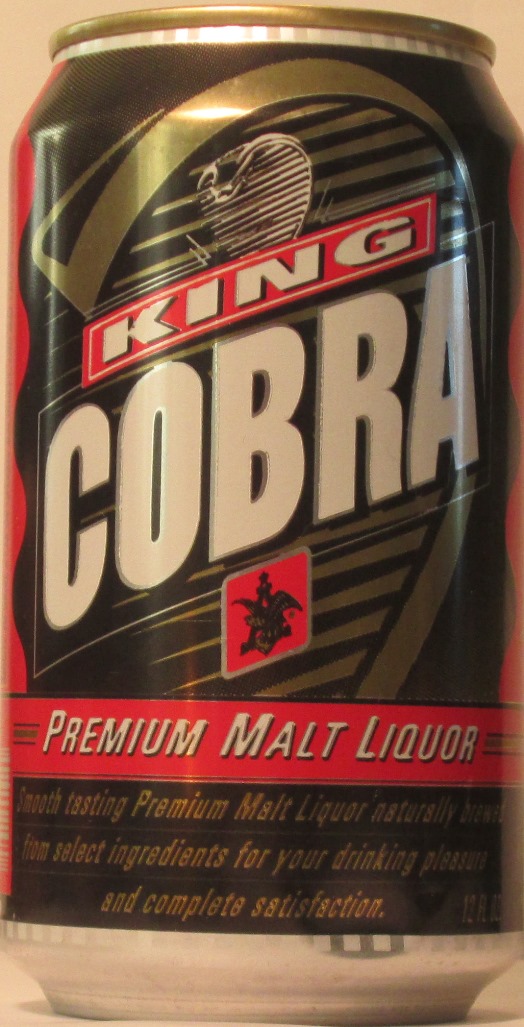 KING
COBRA
PREMIUM MALT LIQUOR
Smooth tasting Premium Malt Liquor naturally brewed
from select ingredients for your drinking pleasure
and complete satisfaction.
12 FL OZ